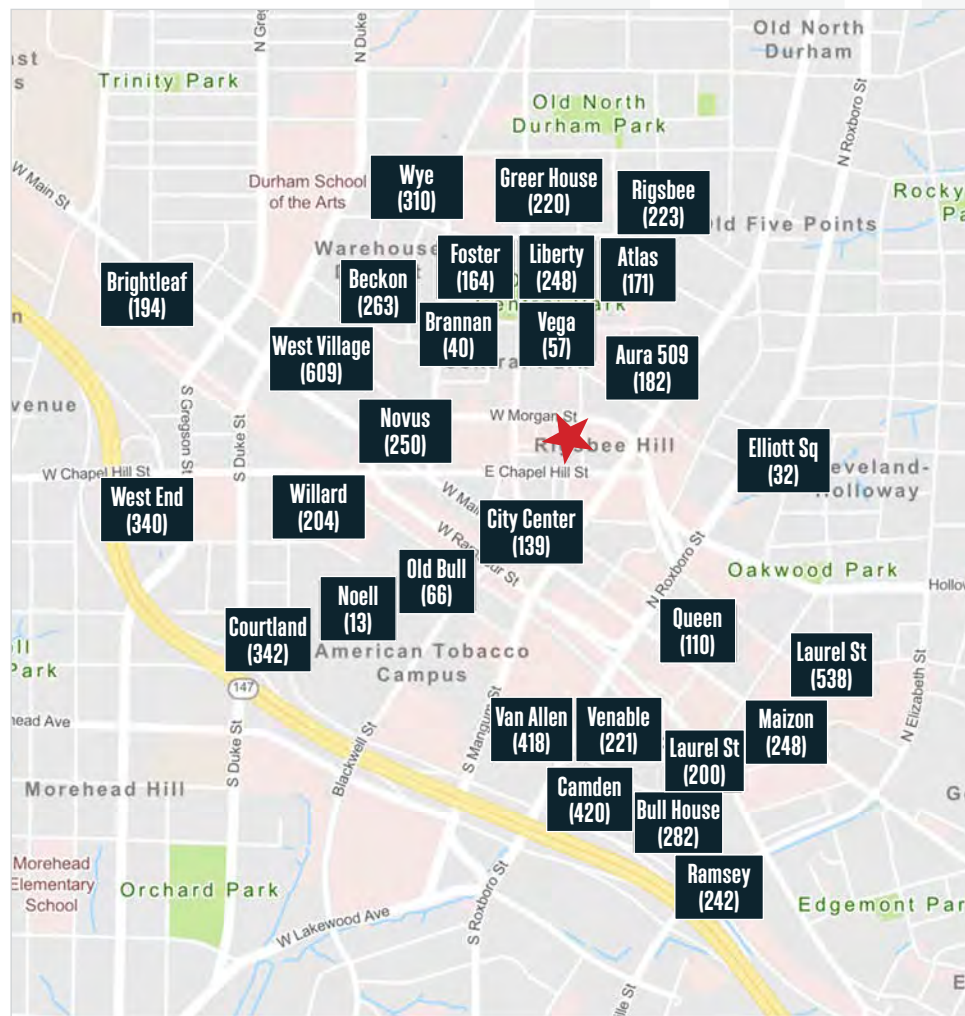 Old North
Durham
N Duke
Trinity Park
Old North
Durham Park
N Roxboro St
W Main St
Durham School
of the Arts
Wye
(310)
Greer House
(220)
Rigsbee
(223)
Old Five Points
Warehouse
Foster
(164)
Liberty
(248)
Atlas
(171)
Brightleaf
(194)
Beckon
(263)
Brannan
(40)
Vega
(57)
West Village
(609)
Aura 509
(182)
S Gregson St
S Duke St
Novus
(250)
W Morgan St
Elliott Sq
(32)
W Chapel Hill St
E Chapel Hill St
West End
(340)
Willard
(204)
City Center
(139)
N Roxboro St
Oakwood Park
Old Bull
(66)
Noell
(13)
Queen
(110)
Courtland
(342)
Laurel St
(538)
American Tobacco
Campus
147
N Elizabeth St
Van Allen
(418)
Venable
(221)
Maizon
(248)
Laurel St
(200)
S Mangum St
Blackwell St
S Duke St
Morehead Hill
Camden
(420)
Bull House
(282)
Morehead
Elementary
School
Orchard Park
Ramsey
(242)
Edgemont Par
S Roxboro St
W Lakewood Ave